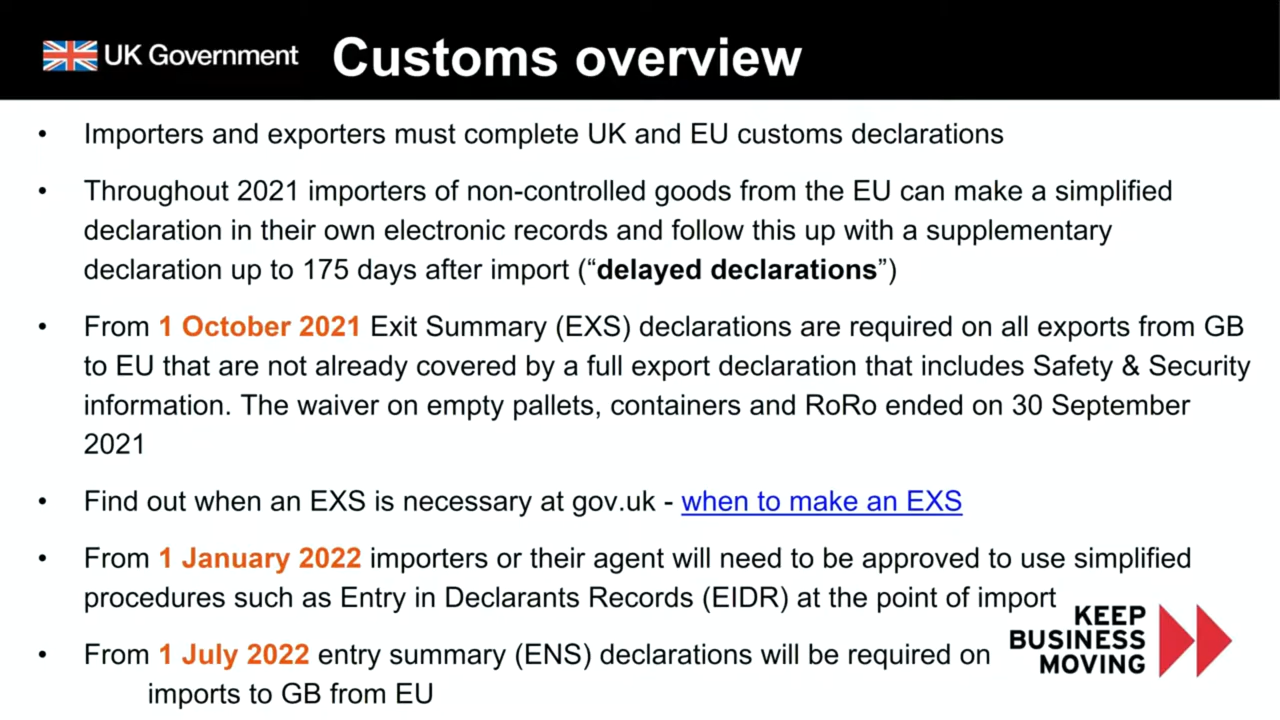 UK Government
Customs overview
• Importers and exporters must complete UK and EU customs declarations
• Throughout 2021 importers of non-controlled goods from the EU can make a simplified
declaration in their own electronic records and follow this up with a supplementary
declaration up to 175 days after import (“delayed declarations”)
• From 1 October 2021 Exit Summary (EXS) declarations are required on all exports from GB
to EU that are not already covered by a full export declaration that includes Safety & Security
information. The waiver on empty pallets, containers and RoRo ended on 30 September
2021
• Find out when an EXS is necessary at gov.uk - when to make an EXS
• From 1 January 2022 importers or their agent will need to be approved to use simplified
procedures such as Entry in Declarants Records (EIDR) at the point of import
• From 1 July 2022 entry summary (ENS) declarations will be required on
imports to GB from EU
KEEP
BUSINESS
MOVING